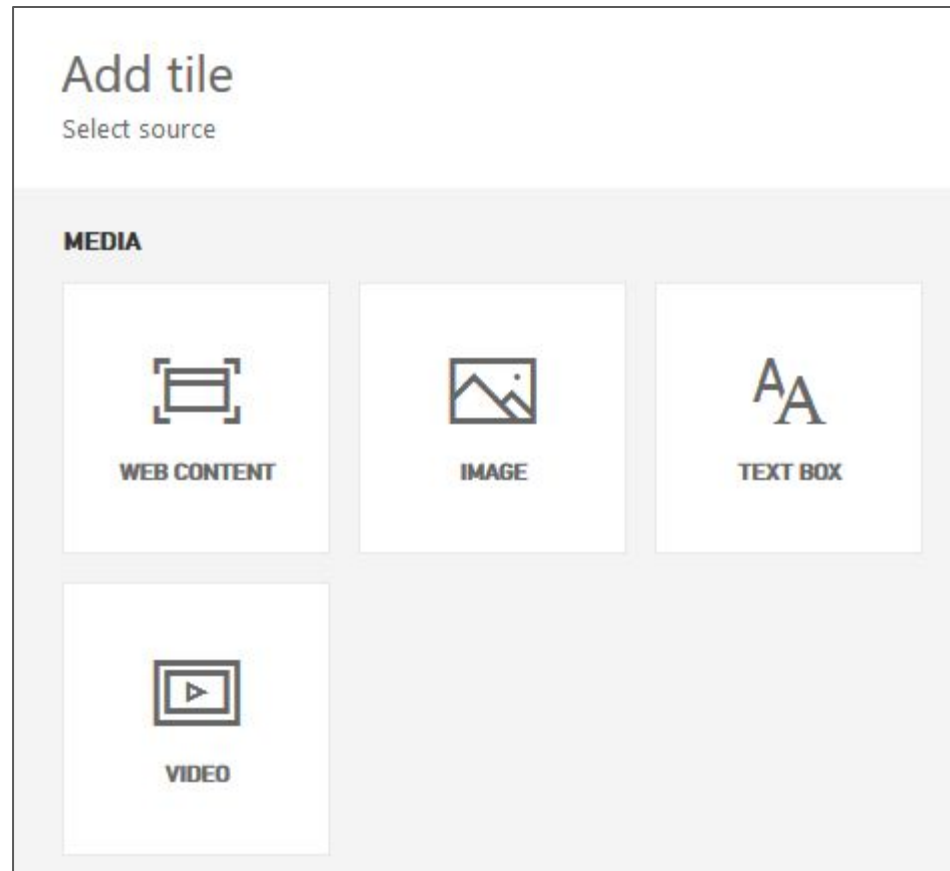 Add tile
Select source
MEDIA
WEB CONTENT
IMAGE
TEXT BOX
VIDEO